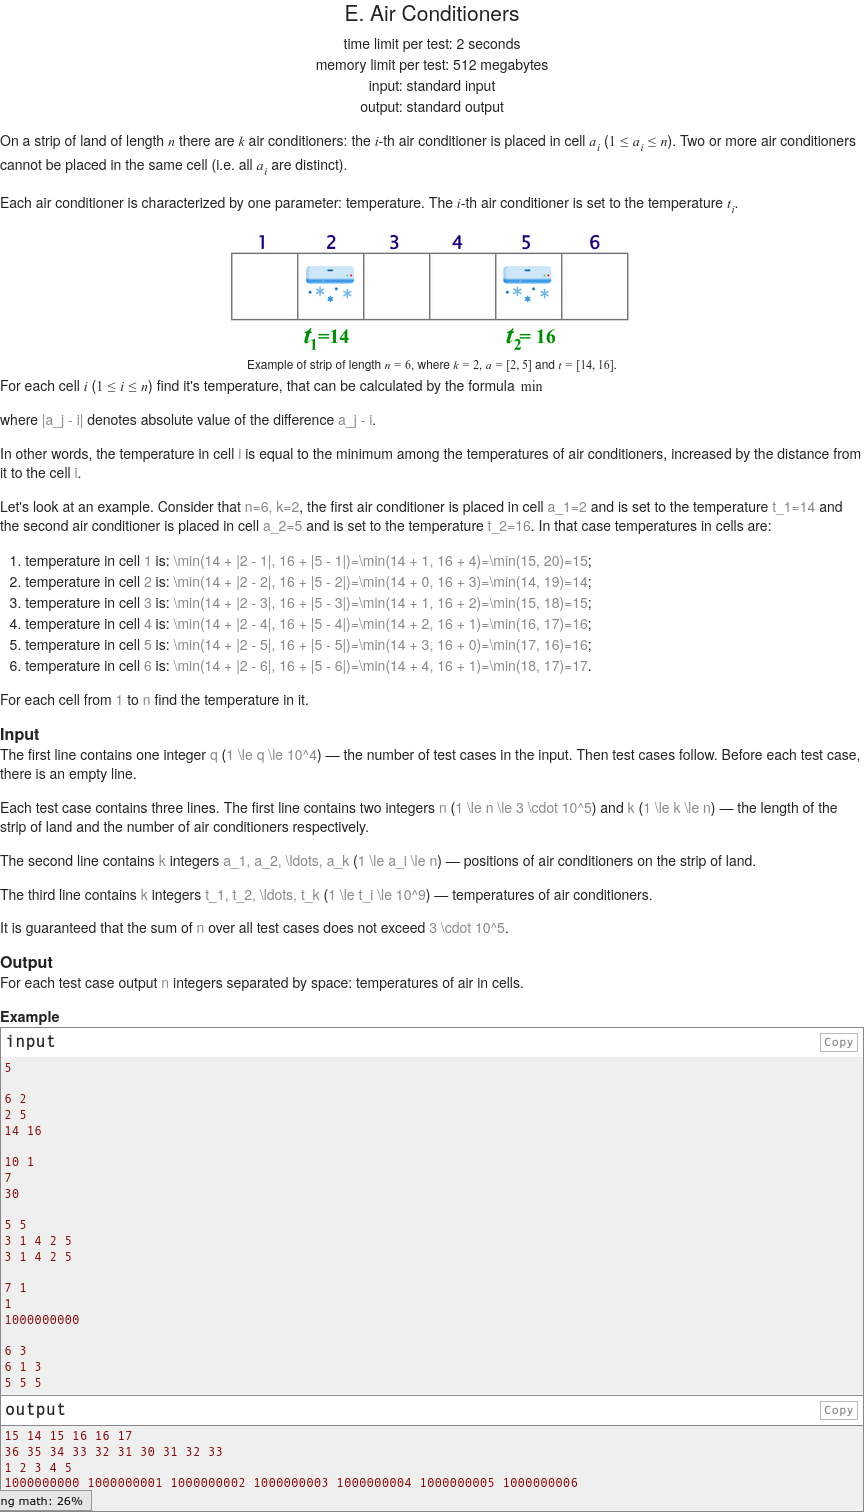 E. Air Conditioners
time limit per test: 2 seconds
memory limit per test: 512 megabytes
input: standard input
output: standard output
On a strip of land of length n there are k air conditioners: the i-th air conditioner is placed in cell a_i (1 ≤ a_i ≤ n). Two or more air conditioners
cannot be placed in the same cell (i.e. all a_i are distinct).
Each air conditioner is characterized by one parameter: temperature. The i-th air conditioner is set to the temperature t_i.
1 2 3 4 5 6
t_1=14 t_2= 16
Example of strip of length n = 6, where k = 2, a = [2, 5] and t = [14, 16].
For each cell i (1 ≤ i ≤ n) find it's temperature, that can be calculated by the formula min
where |a_j - i| denotes absolute value of the difference a_j - i.
In other words, the temperature in cell i is equal to the minimum among the temperatures of air conditioners, increased by the distance from
it to the cell i.
Let's look at an example. Consider that n=6, k=2, the first air conditioner is placed in cell a_1=2 and is set to the temperature t_1=14 and
the second air conditioner is placed in cell a_2=5 and is set to the temperature t_2=16. In that case temperatures in cells are:
1. temperature in cell 1 is: \min(14 + |2 - 1|, 16 + |5 - 1|)=\min(14 + 1, 16 + 4)=\min(15, 20)=15;
2. temperature in cell 2 is: \min(14 + |2 - 2|, 16 + |5 - 2|)=\min(14 + 0, 16 + 3)=\min(14, 19)=14;
3. temperature in cell 3 is: \min(14 + |2 - 3|, 16 + |5 - 3|)=\min(14 + 1, 16 + 2)=\min(15, 18)=15;
4. temperature in cell 4 is: \min(14 + |2 - 4|, 16 + |5 - 4|)=\min(14 + 2, 16 + 1)=\min(16, 17)=16;
5. temperature in cell 5 is: \min(14 + |2 - 5|, 16 + |5 - 5|)=\min(14 + 3, 16 + 0)=\min(17, 16)=16;
6. temperature in cell 6 is: \min(14 + |2 - 6|, 16 + |5 - 6|)=\min(14 + 4, 16 + 1)=\min(18, 17)=17.
For each cell from 1 to n find the temperature in it.
Input
The first line contains one integer q (1 \le q \le 10^4) — the number of test cases in the input. Then test cases follow. Before each test case,
there is an empty line.
Each test case contains three lines. The first line contains two integers n (1 \le n \le 3 \cdot 10^5) and k (1 \le k \le n) — the length of the
strip of land and the number of air conditioners respectively.
The second line contains k integers a_1, a_2, \ldots, a_k (1 \le a_i \le n) — positions of air conditioners on the strip of land.
The third line contains k integers t_1, t_2, \ldots, t_k (1 \le t_i \le 10^9) — temperatures of air conditioners.
It is guaranteed that the sum of n over all test cases does not exceed 3 \cdot 10^5.
Output
For each test case output n integers separated by space: temperatures of air in cells.
Example
input Copy
5
6 2
2 5
14 16
10 1
7
30
5 5
3 1 4 2 5
3 1 4 2 5
7 1
1
1000000000
6 3
6 1 3
5 5 5
output Copy
15 14 15 16 16 17
36 35 34 33 32 31 30 31 32 33
1 2 3 4 5
1000000000 1000000001 1000000002 1000000003 1000000004 1000000005 1000000006
ng math: 26%